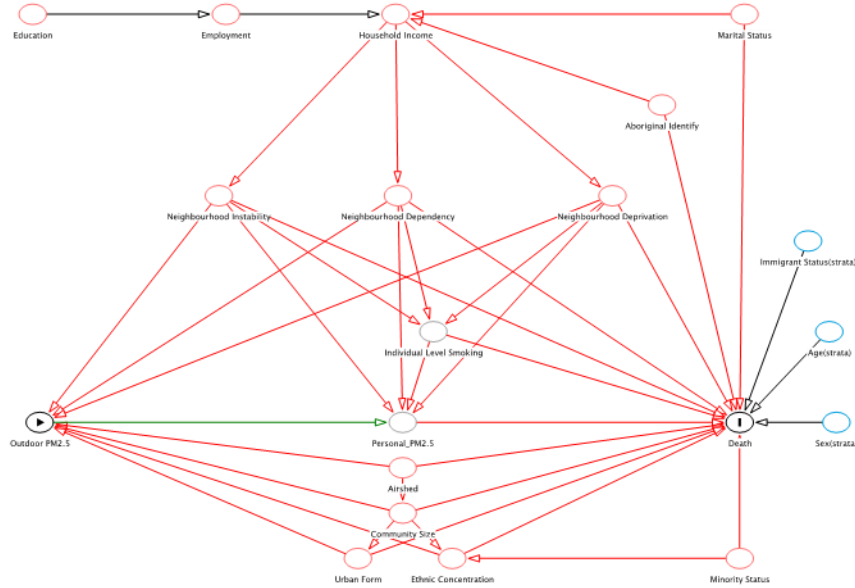 Education
Employment
Household Income
Marital Status
Aboriginal Identify
Neighbourhood Instability
Neighbourhood Dependency
Neighbourhood Deprivation
Immigrant Status(strata)
Individual Level Smoking
Age(strata)
Outdoor PM2.5
Personal_PM2.5
Death
Sex(strata
Airshed
Community Size
Urban Form
Ethnic Concentration
Minority Status